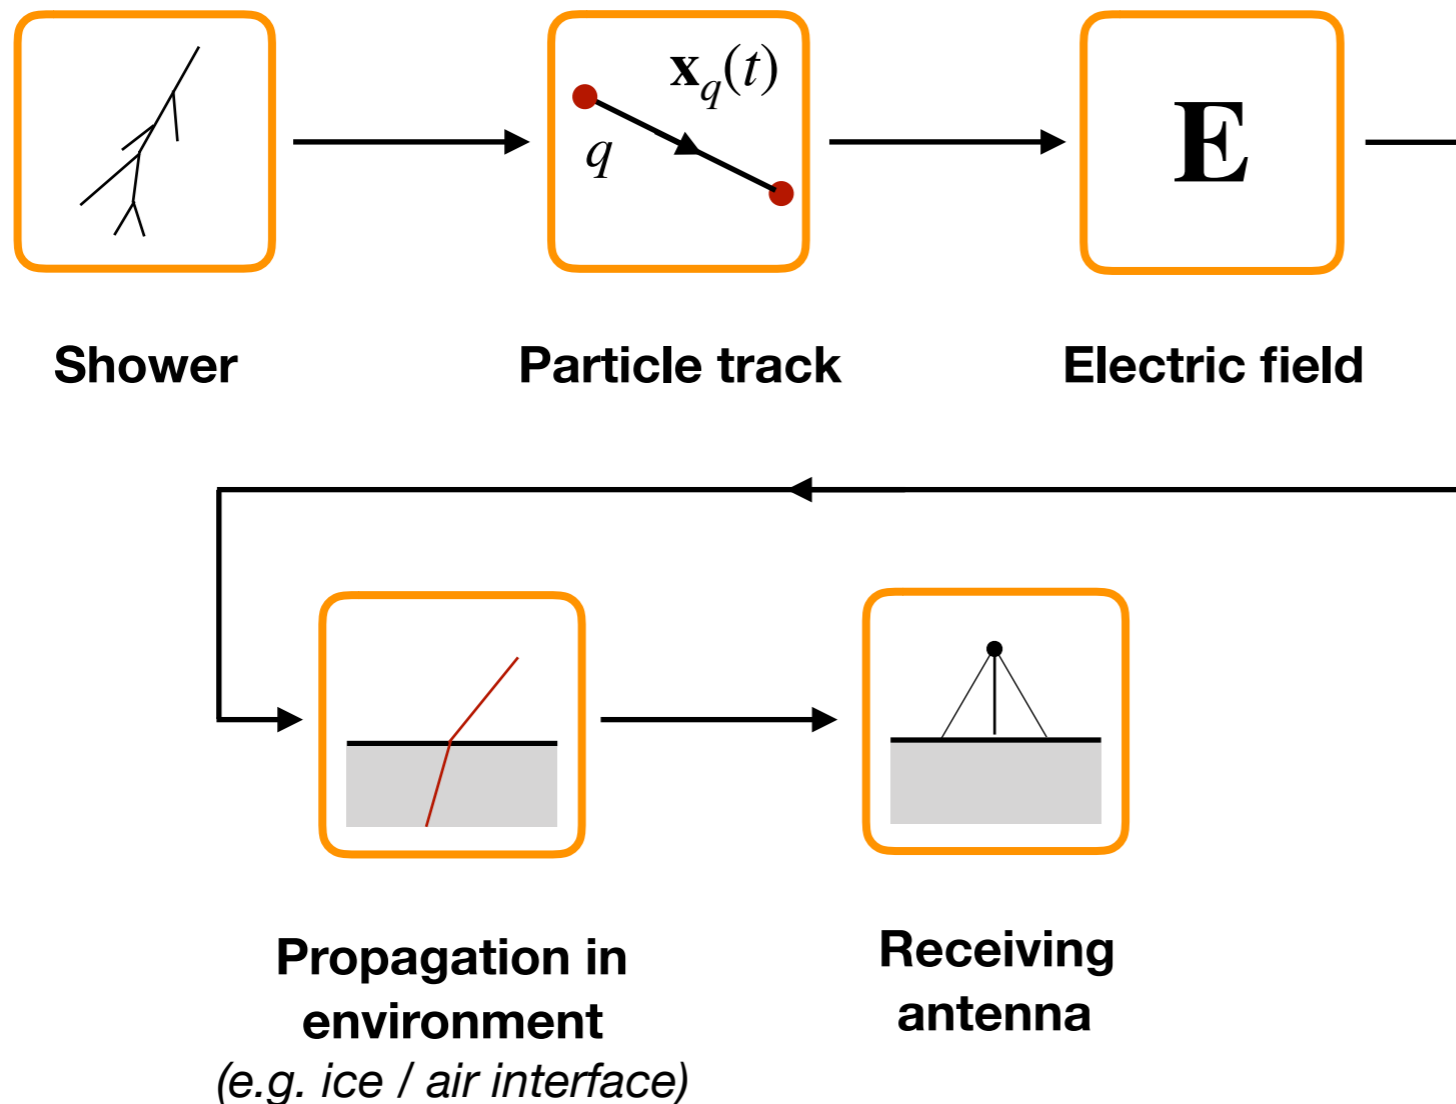 𝐱_q(t)
q
𝐄
Shower
Particle track
Electric field
Propagation in
environment
(e.g. ice / air interface)
Receiving
antenna